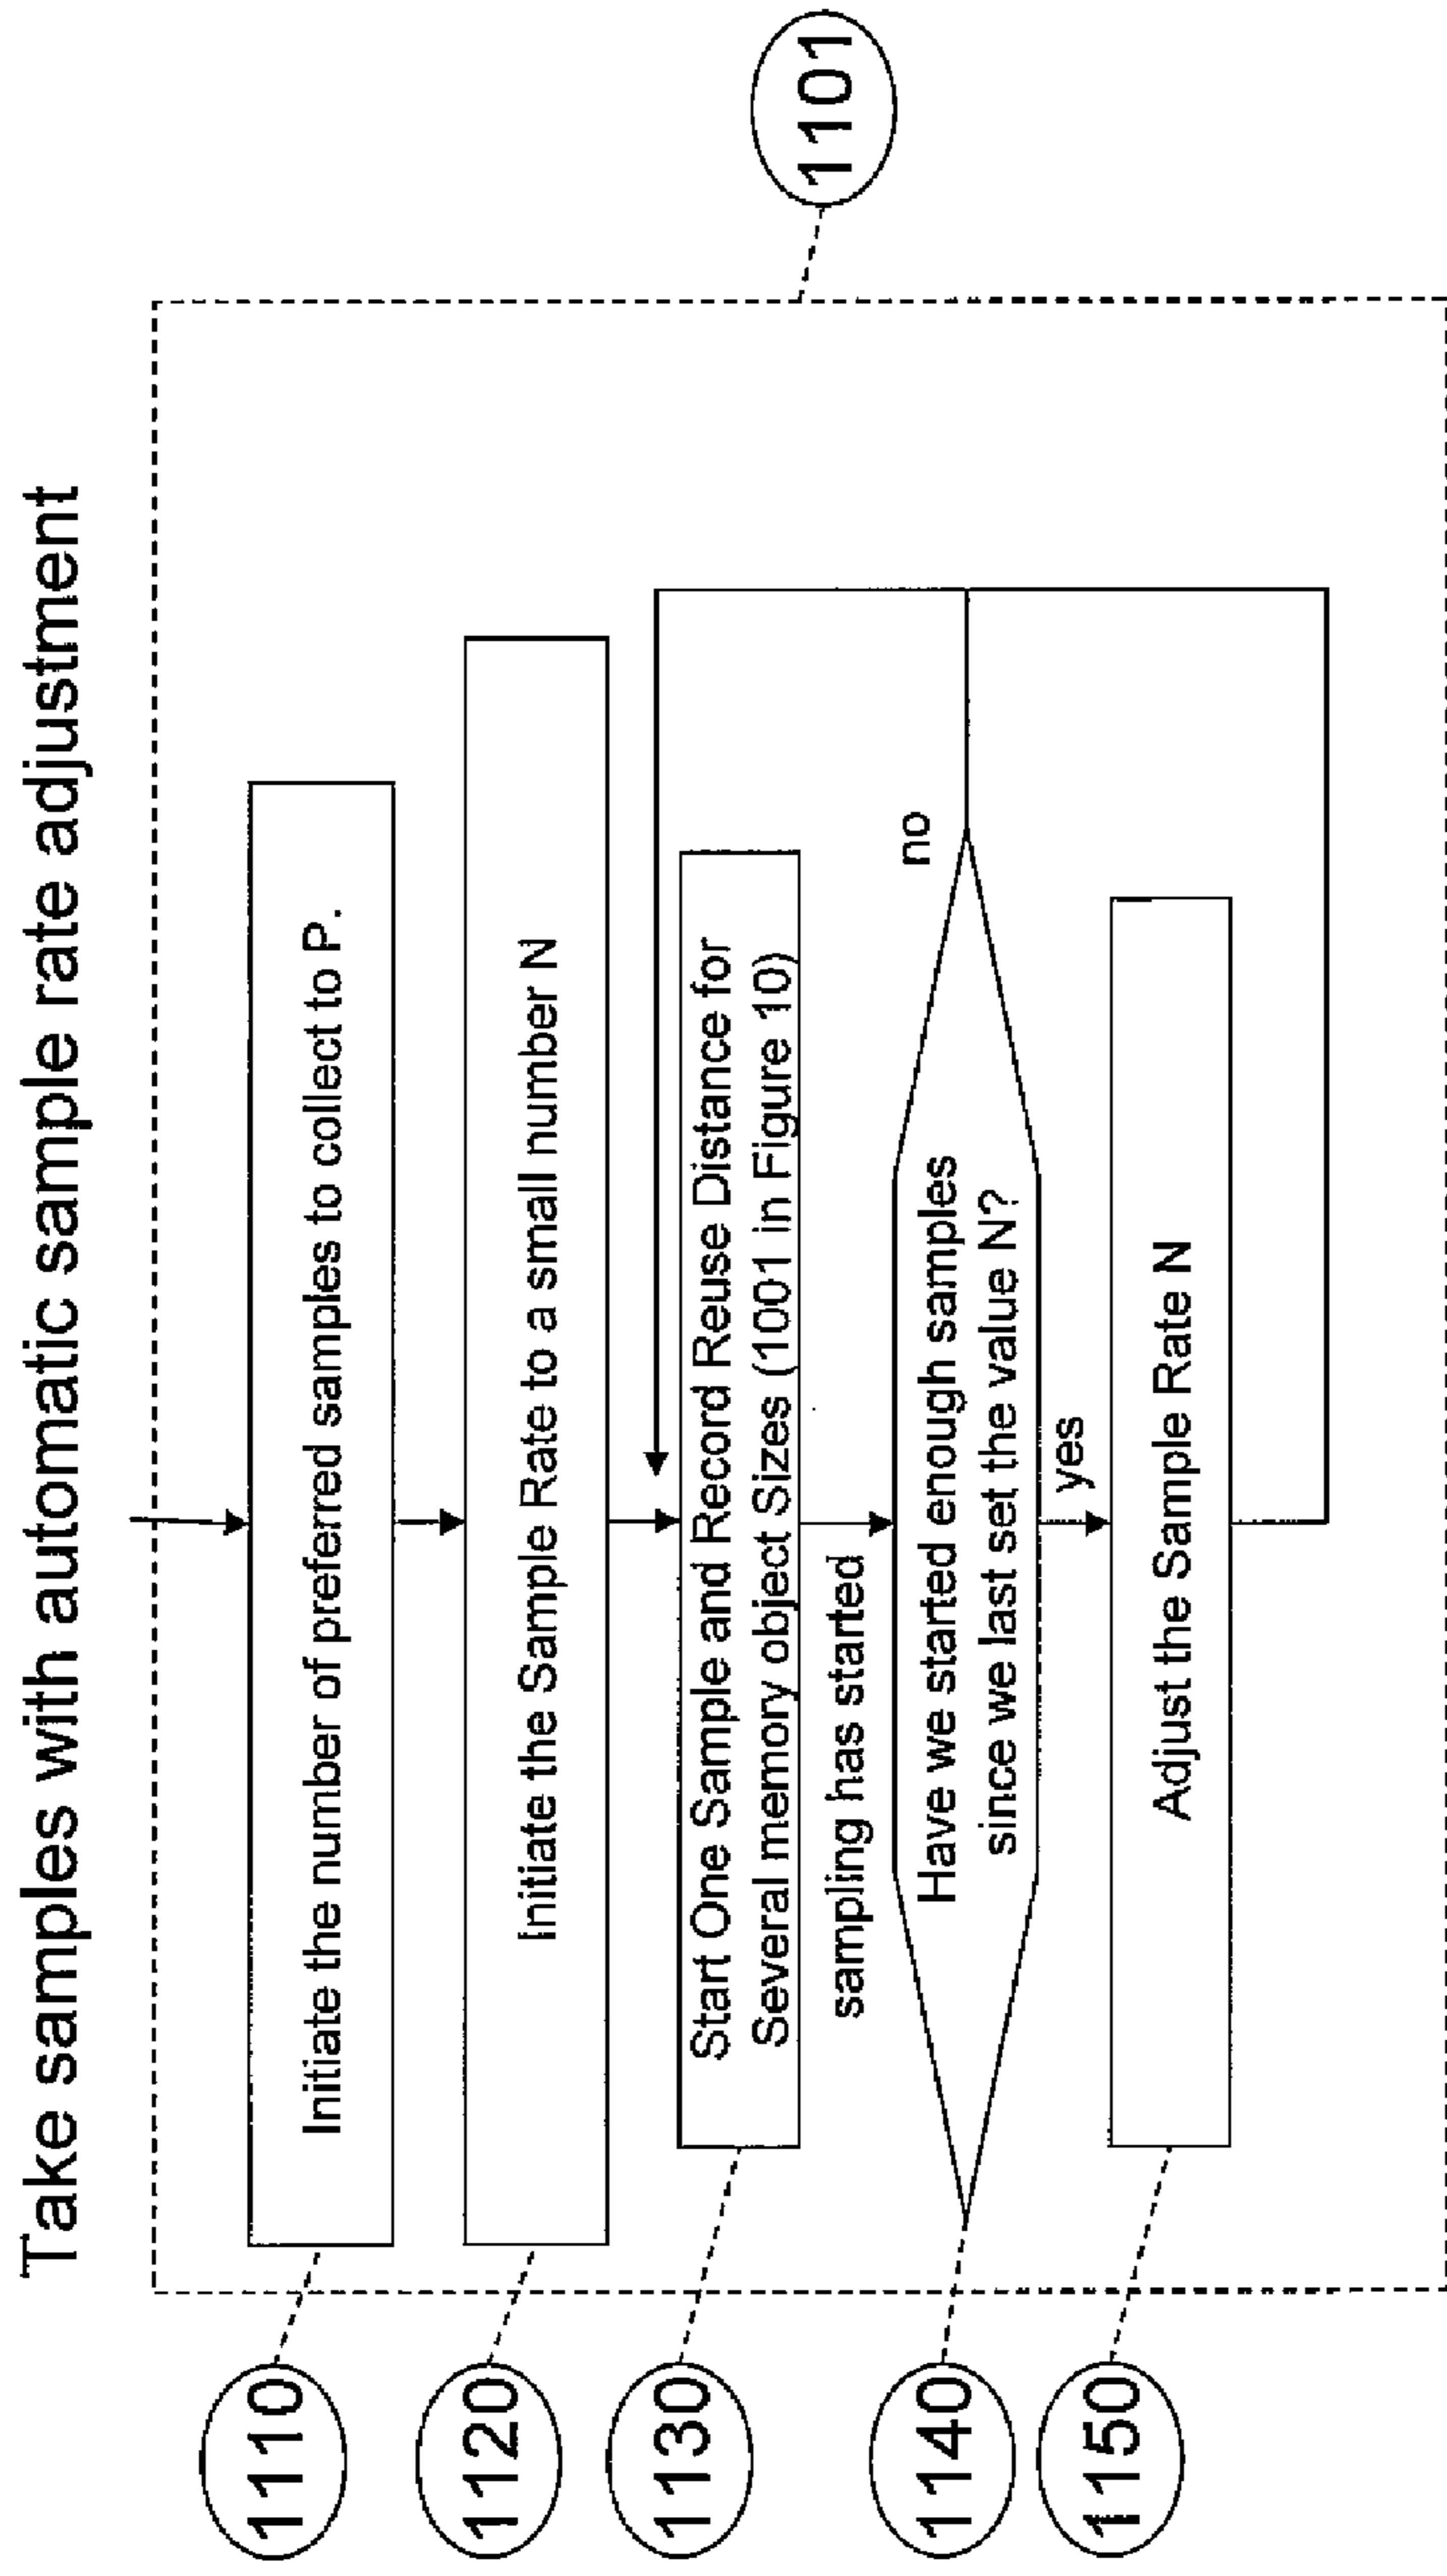 Take samples with automatic sample rate adjustment
1101
1110
Initiate the number of preferred samples to collect to P.
1120
Initiate the Sample Rate to a small number N
1130
Start One Sample and Record Reuse Distance for
Several memory object Sizes (1001 in Figure 10)
sampling has started
1140
Have we started enough samples
since we last set the value N?
no
yes
1150
Adjust the Sample Rate N